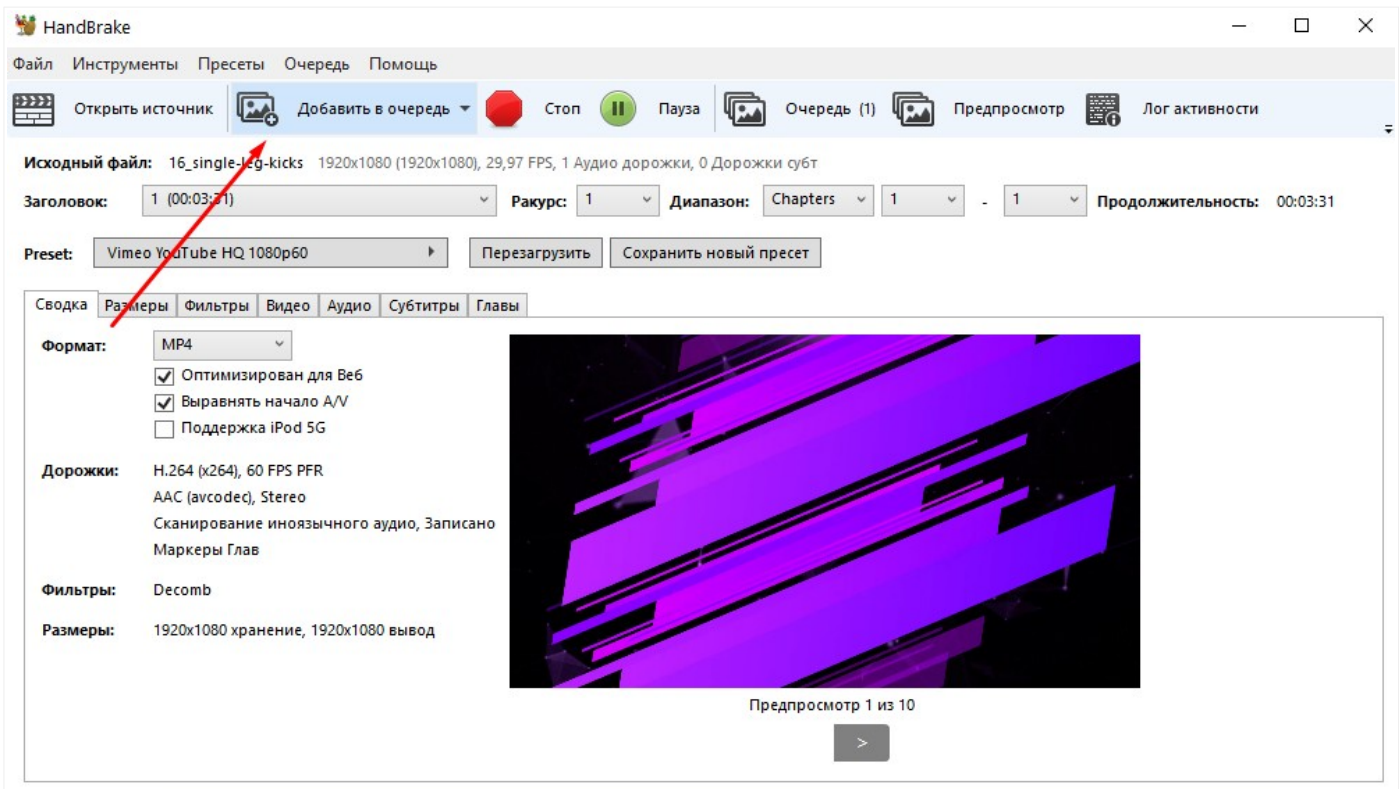 HandBrake
Файл Инструменты Пресеты Очередь Помощь
Открыть источник Добавить в очередь Стоп Пауза Очередь (1) Предпросмотр Лог активности
Исходный файл: 16_single-leg-kicks 1920x1080 (1920x1080), 29,97 FPS, 1 Аудио дорожки, 0 Дорожки субт
Заголовок: 1 (00:03:31) Ракурс: 1 Диапазон: Chapters 1 - 1 Продолжительность: 00:03:31
Preset: Vimeo YouTube HQ 1080p60 Перезагрузить Сохранить новый пресет
Сводка Размеры Фильтры Видео Аудио Субтитры Главы
Формат: MP4
Оптимизирован для Веб
Выравнять начало A/V
Поддержка iPod 5G
Дорожки: H.264 (x264), 60 FPS PFR
AAC (avcodec), Stereo
Сканирование иноязычного аудио, Записано
Маркеры Глав
Фильтры: Decomb
Размеры: 1920x1080 хранение, 1920x1080 вывод
Предпросмотр 1 из 10
>